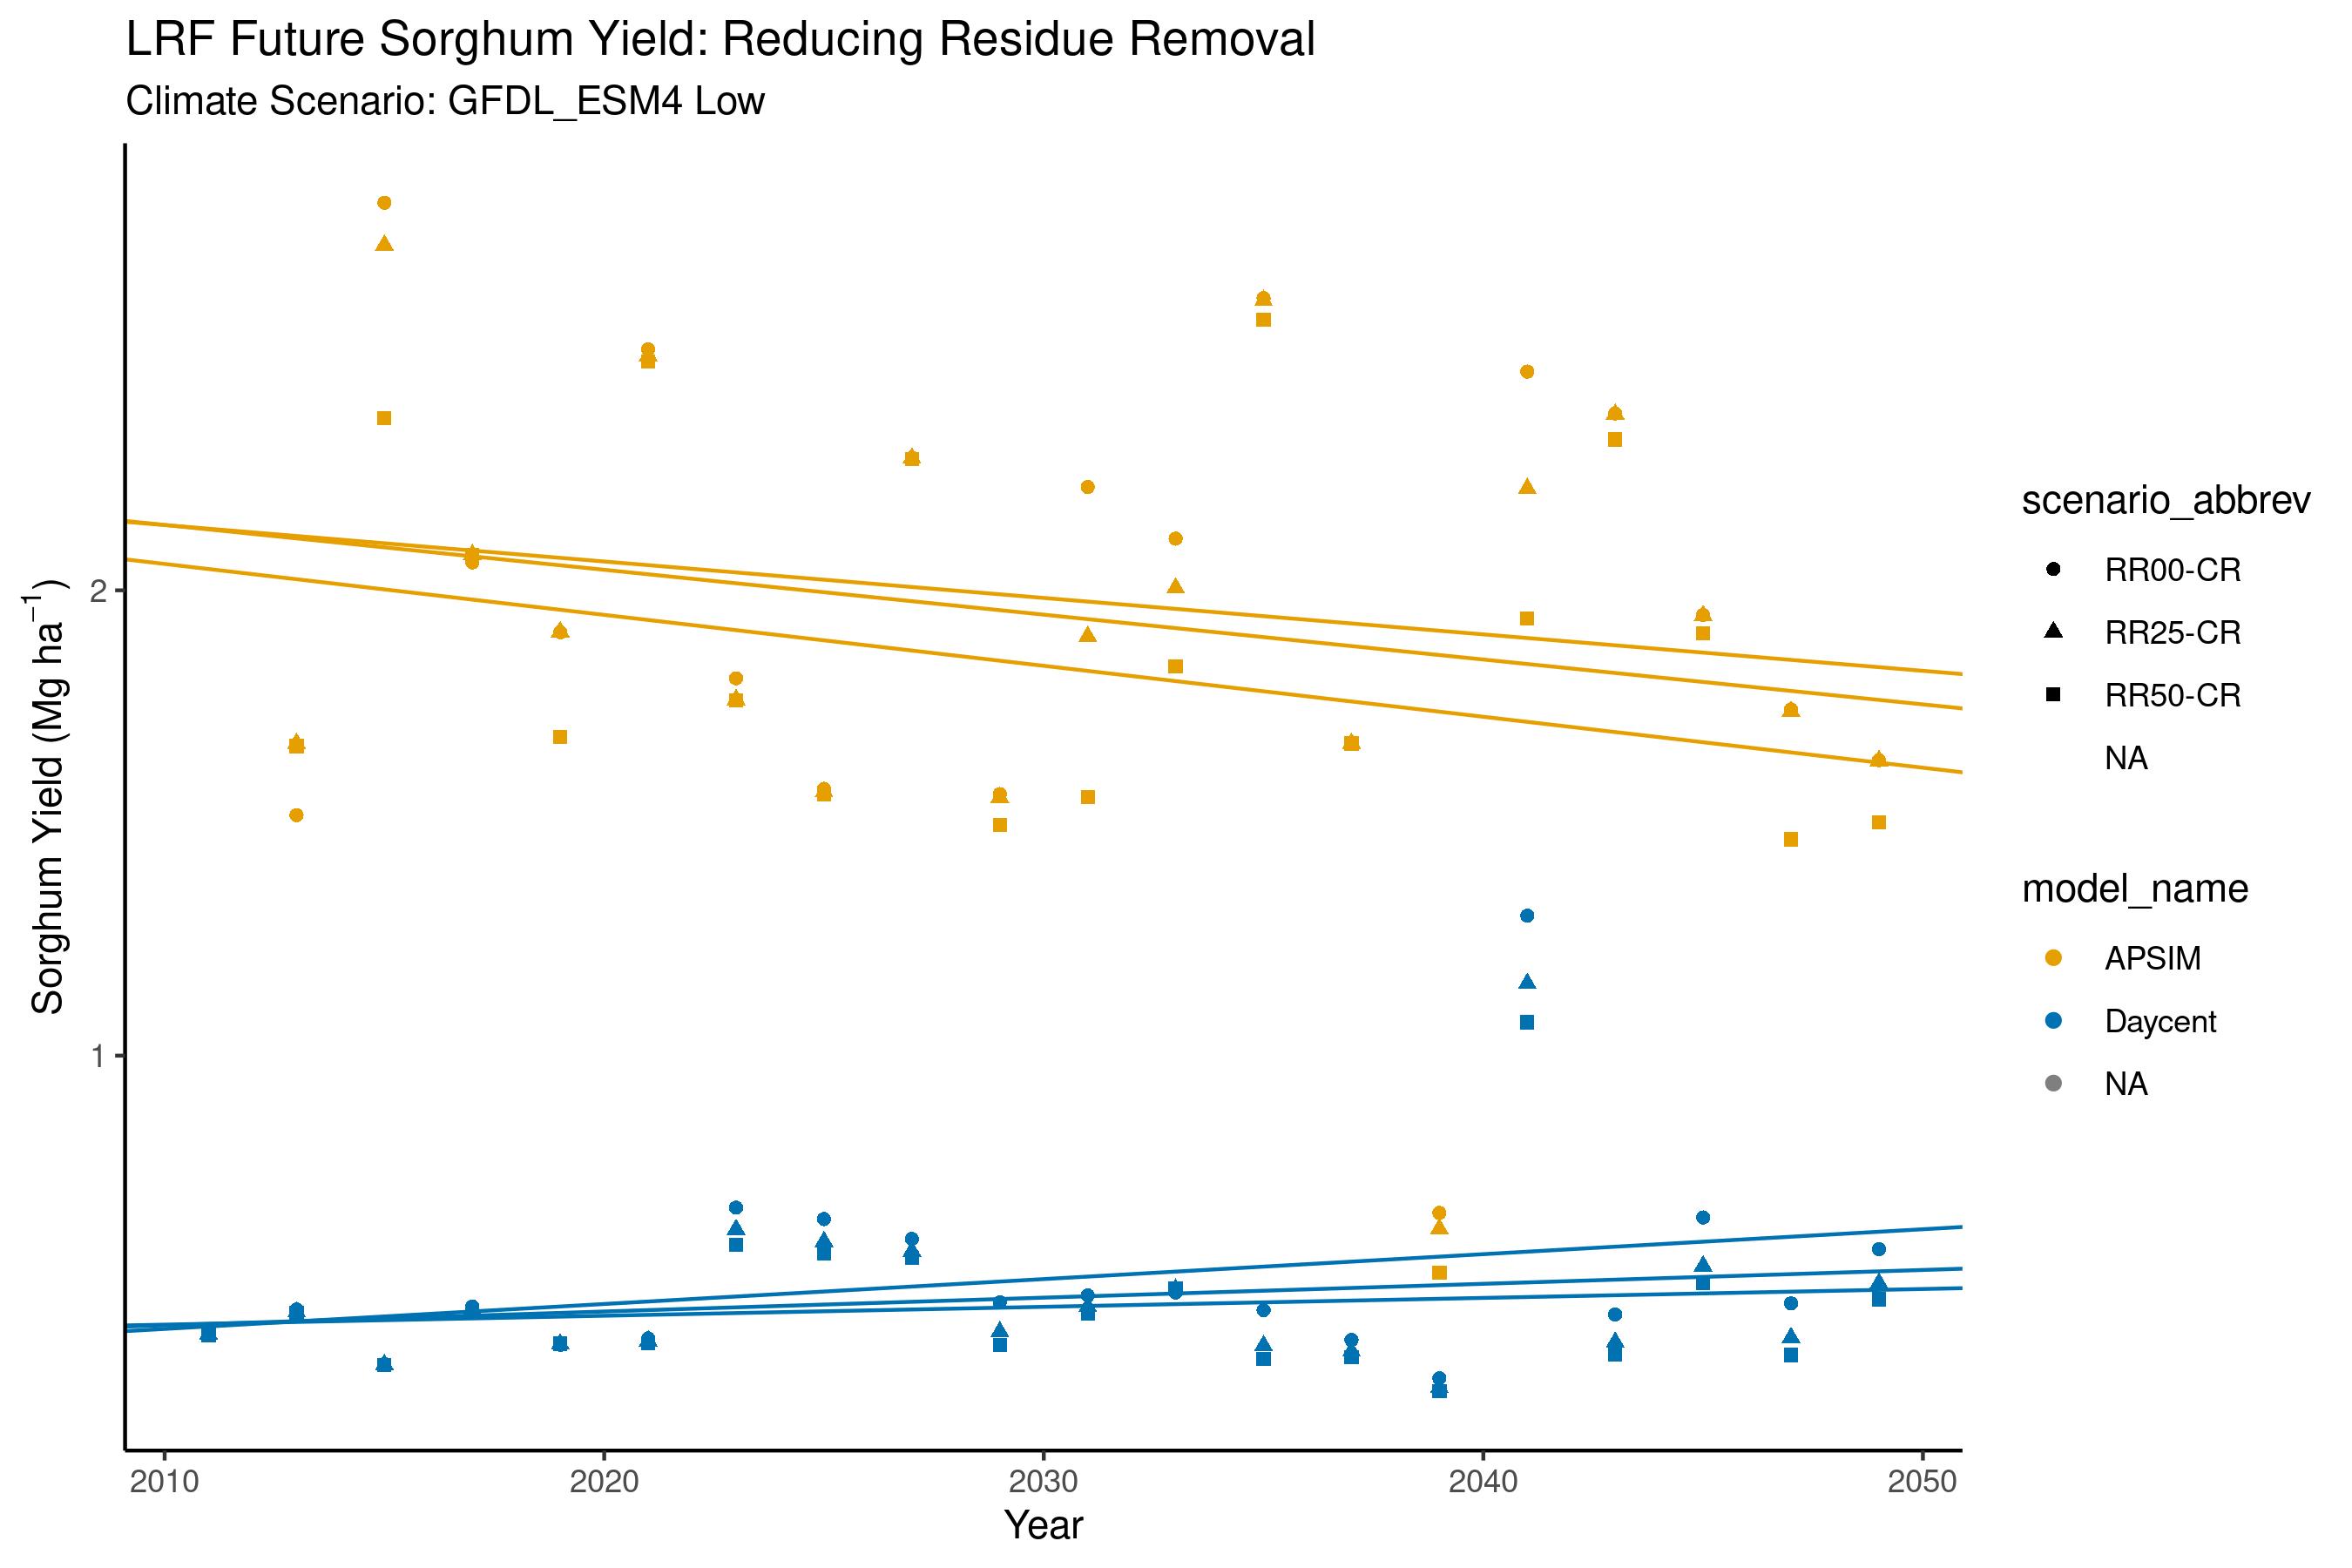 LRF Future Sorghum Yield: Reducing Residue Removal
Climate Scenario: GFDL_ESM4 Low
Sorghum Yield (Mg ha⁻¹)
2
1
2010
2020
2030
2040
2050
Year
scenario_abbrev
RR00-CR
RR25-CR
RR50-CR
NA
model_name
APSIM
Daycent
NA